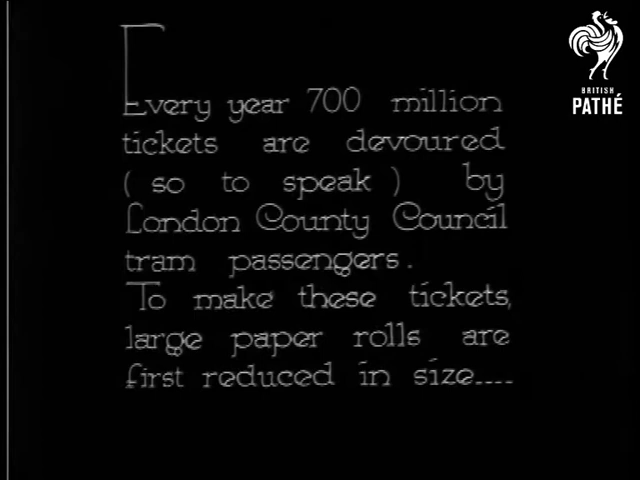 Every year 700 million
tickets are devoured
( so to speak ) by
London County Council
tram passengers.
To make these tickets,
large paper rolls are
first reduced in size....
BRITISH
PATHÉ